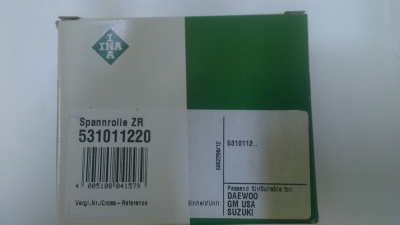 INA
INA
Spannrolle ZR
531011220
4 005108 041579
Vergl.Nr./Cross-Reference
Einheit/Unit
5310112..
Passend für/Suitable for:
DAEWOO
GM USA
SUZUKI